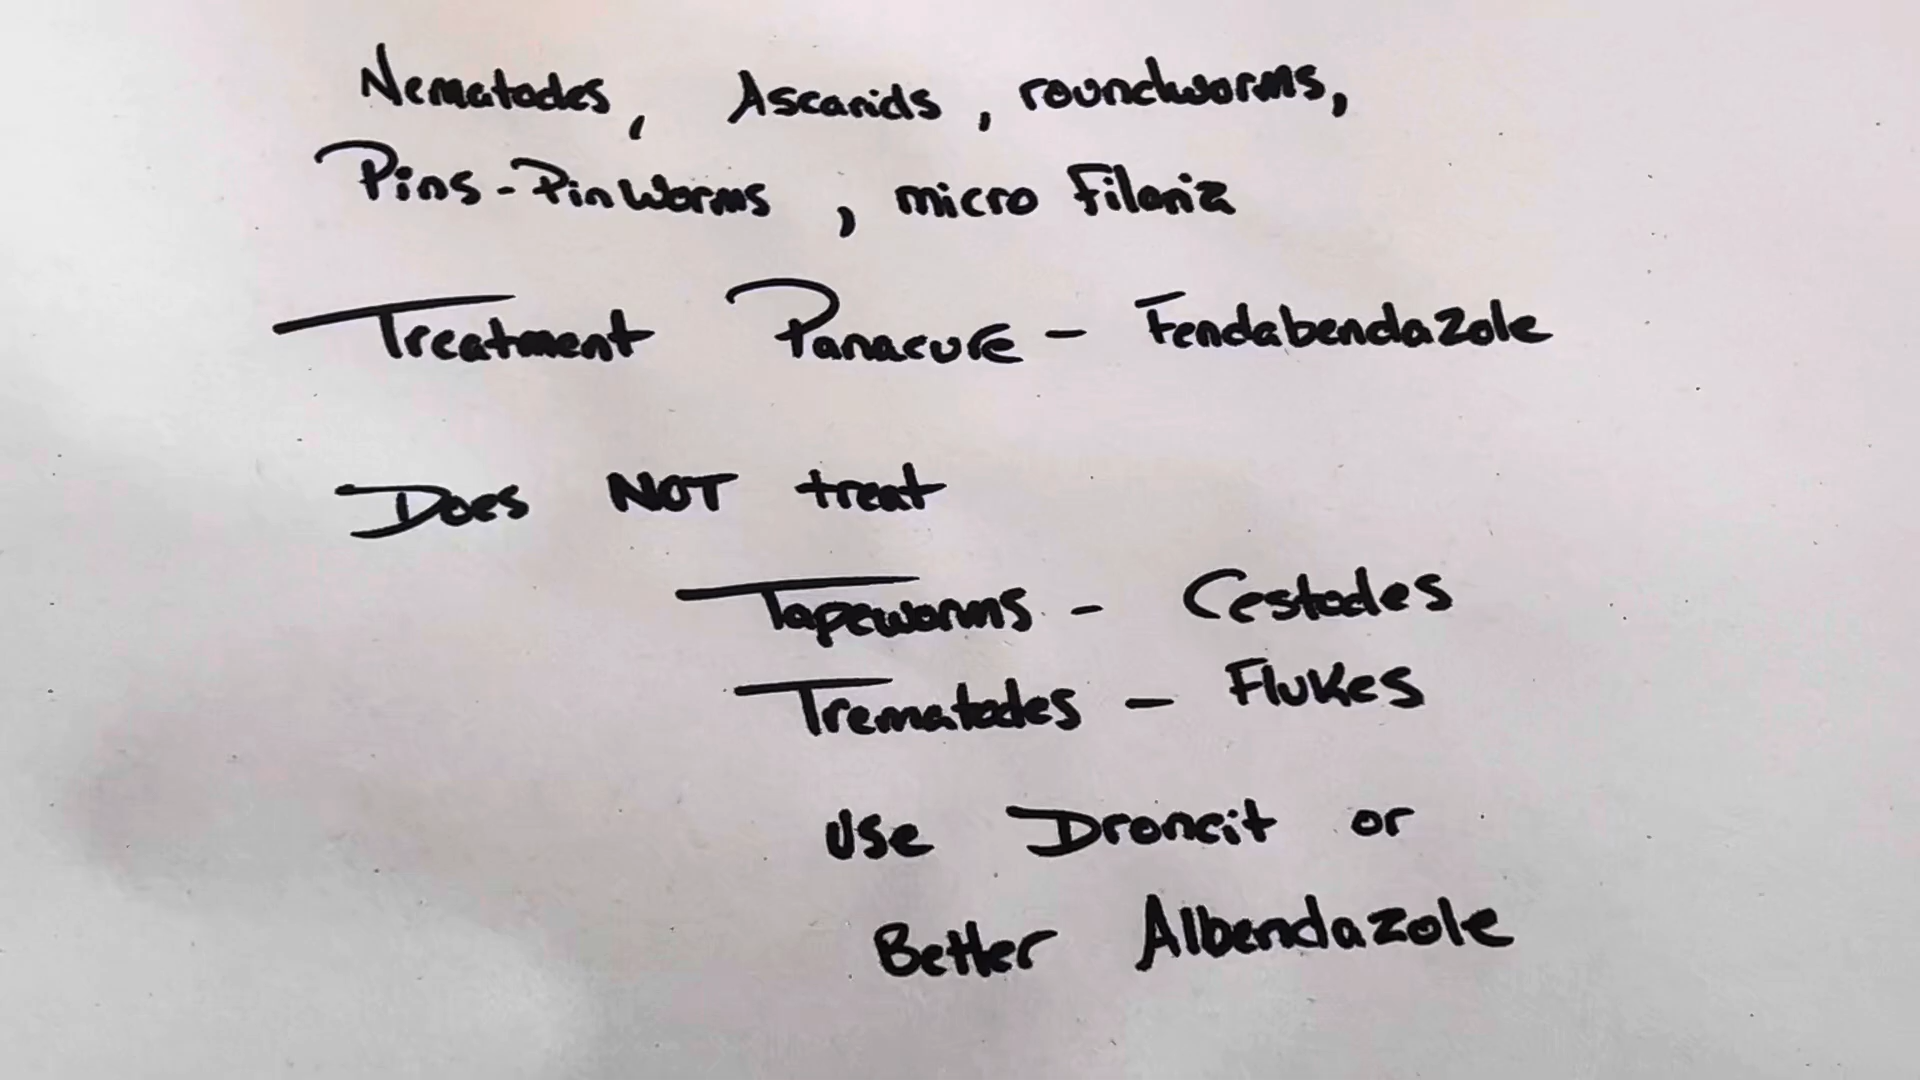 Nematodes, Ascarids, roundworms,
Pins-Pinworms, micro Filaria
Treatment Panacure - Fendabendazole
Does NOT treat
Tapeworms - Cestodes
Trematodes - Flukes
Use Droncit or
Better Albendazole